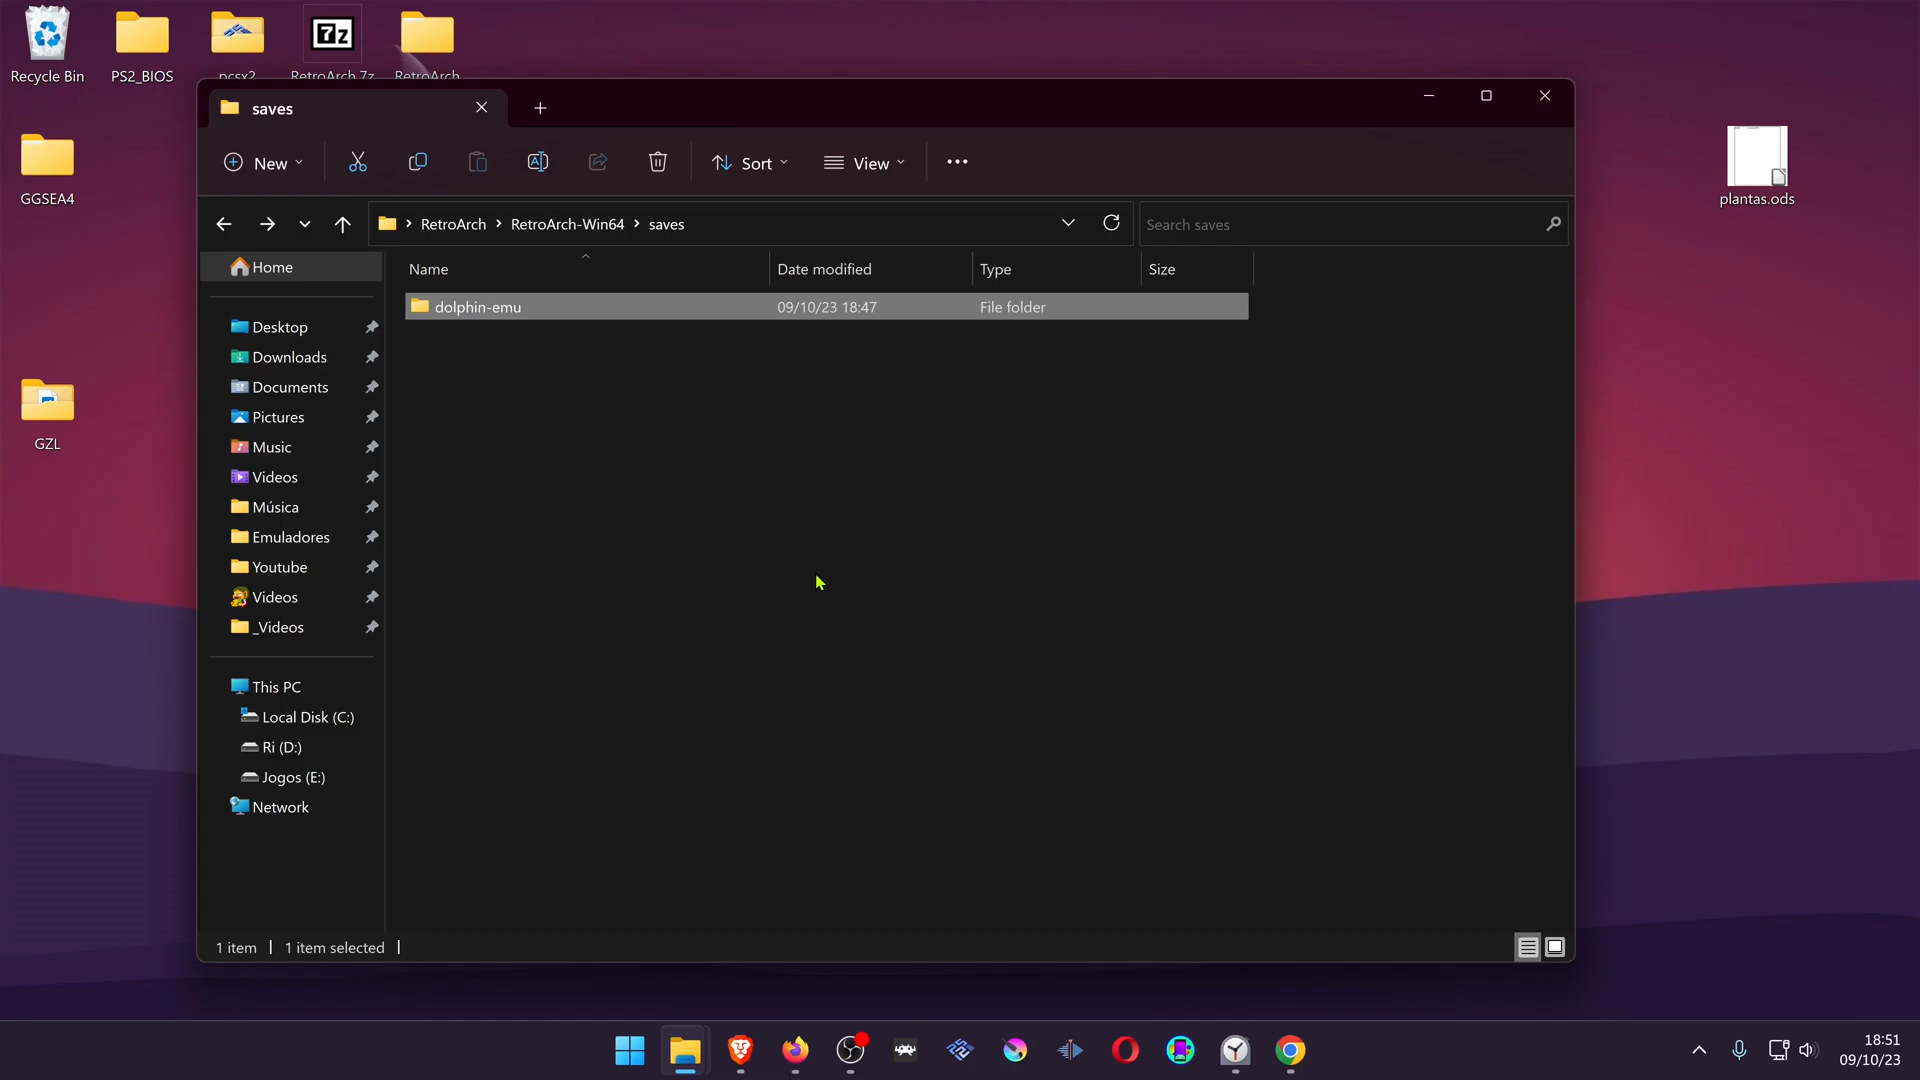 Recycle Bin
PS2_BIOS
pcsx2
RetroArch.7z
RetroArch
GGSEA4
GZL
plantas.ods
saves
New
Sort
View
RetroArch
RetroArch-Win64
saves
Search saves
Home
Desktop
Downloads
Documents
Pictures
Music
Videos
Música
Emuladores
Youtube
Videos
_Videos
This PC
Local Disk (C:)
Ri (D:)
Jogos (E:)
Network
Name Date modified Type Size
dolphin-emu 09/10/23 18:47 File folder
1 item 1 item selected
18:51
09/10/23